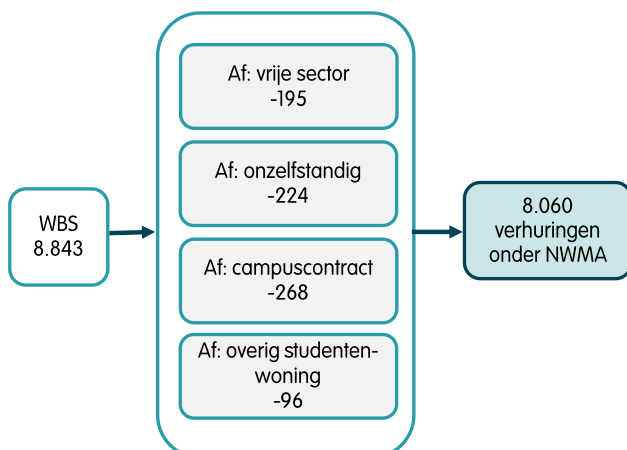 WBS
8.843
Af: vrije sector
-195
Af: onzelfstandig
-224
Af: campuscontract
-268
Af: overig studenten-
woning
-96
8.060
verhuringen
onder NWMA